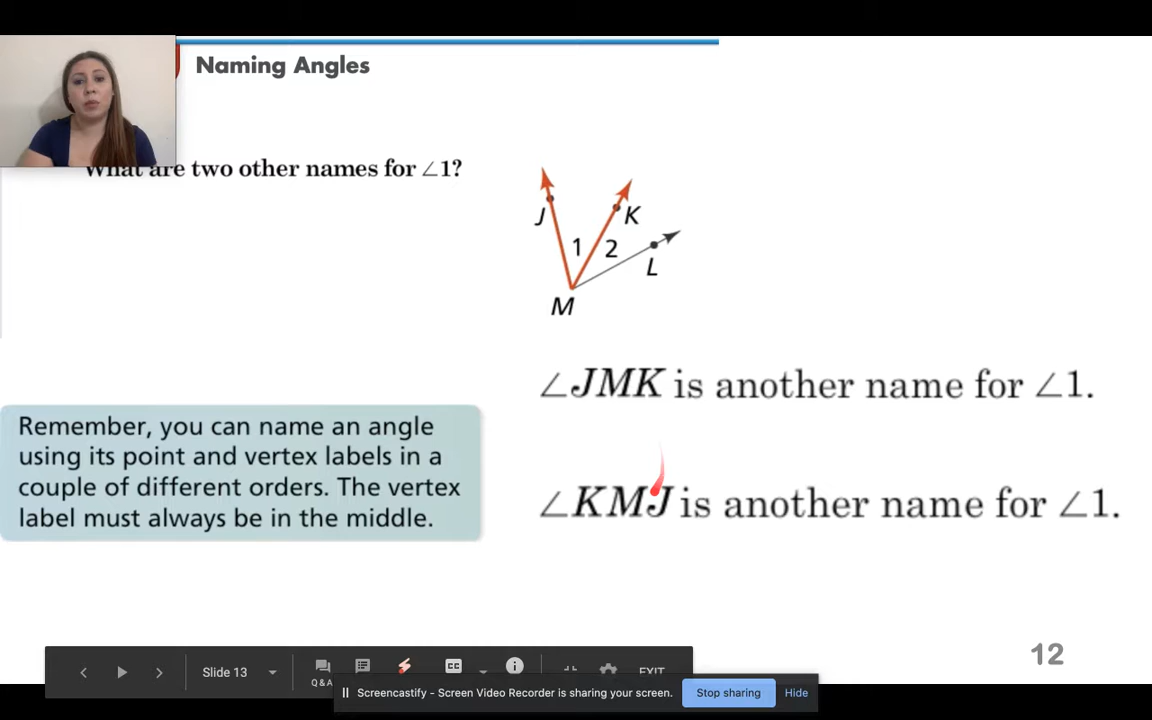 Naming Angles
What are two other names for ∠1?
J
K
1
2
L
M
∠JMK is another name for ∠1.
Remember, you can name an angle
using its point and vertex labels in a
couple of different orders. The vertex
label must always be in the middle.
∠KMJ is another name for ∠1.
12
Slide 13
Q&A
CC
EXIT
Screencastify - Screen Video Recorder is sharing your screen.
Stop sharing
Hide